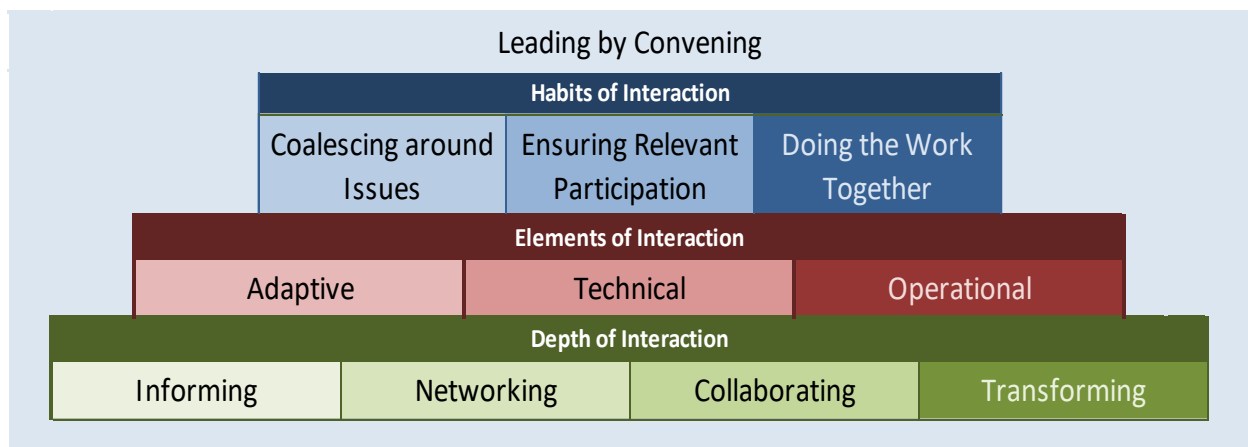 Leading by Convening
Habits of Interaction
Coalescing around
Issues
Ensuring Relevant
Participation
Doing the Work
Together
Elements of Interaction
Adaptive
Technical
Operational
Depth of Interaction
Informing
Networking
Collaborating
Transforming